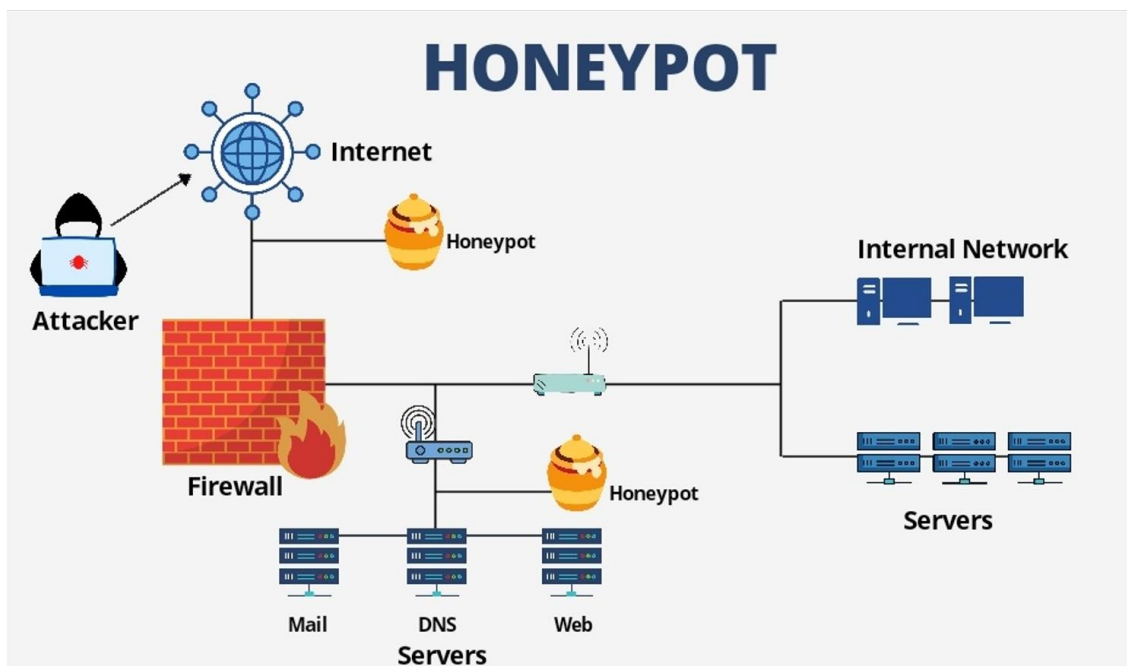 HONEYPOT
Internet
Honeypot
Attacker
Internal Network
Firewall
Honeypot
Servers
Mail
DNS
Web
Servers